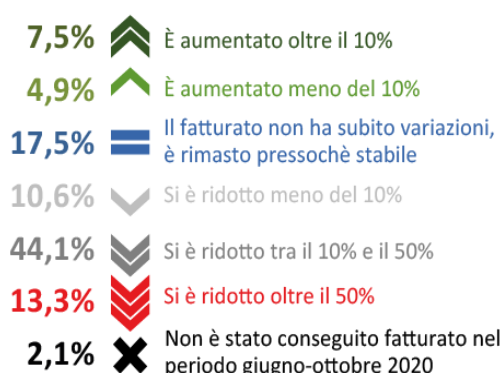 7,5% È aumentato oltre il 10%
4,9% È aumentato meno del 10%
17,5% Il fatturato non ha subito variazioni,
è rimasto pressochè stabile
10,6% Si è ridotto meno del 10%
44,1% Si è ridotto tra il 10% e il 50%
13,3% Si è ridotto oltre il 50%
2,1% Non è stato conseguito fatturato nel
periodo giugno-ottobre 2020